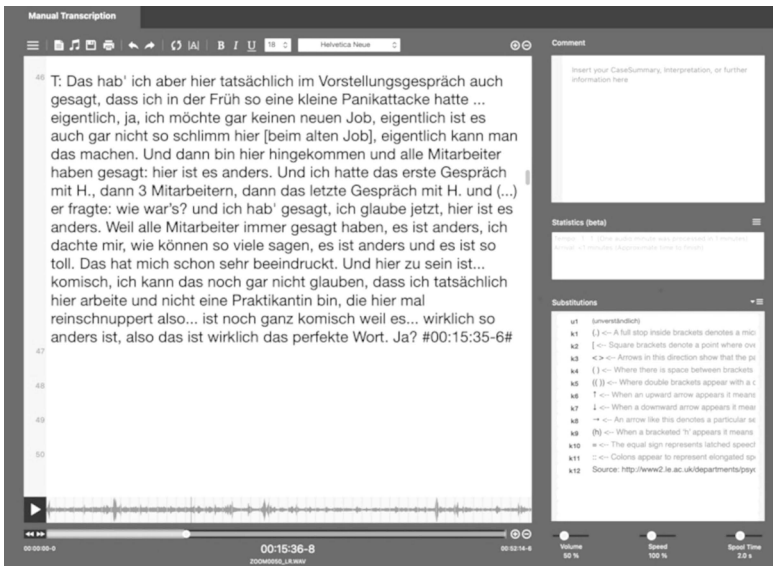 Manual Transcription
B I U 18 Helvetica Neue
46
T: Das hab' ich aber hier tatsächlich im Vorstellungsgespräch auch
gesagt, dass ich in der Früh so eine kleine Panikattacke hatte ...
eigentlich, ja, ich möchte gar keinen neuen Job, eigentlich ist es
auch gar nicht so schlimm hier [beim alten Job], eigentlich kann man
das machen. Und dann bin hier hingekommen und alle Mitarbeiter
haben gesagt: hier ist es anders. Und ich hatte das erste Gespräch
mit H., dann 3 Mitarbeitern, dann das letzte Gespräch mit H. und (...)
er fragte: wie war's? und ich hab' gesagt, ich glaube jetzt, hier ist es
anders. Weil alle Mitarbeiter immer gesagt haben, es ist anders, ich
dachte mir, wie können so viele sagen, es ist anders und es ist so
toll. Das hat mich schon sehr beeindruckt. Und hier zu sein ist...
komisch, ich kann das noch gar nicht glauben, dass ich tatsächlich
hier arbeite und nicht eine Praktikantin bin, die hier mal
reinschnuppert also... ist noch ganz komisch weil es... wirklich so
anders ist, also das ist wirklich das perfekte Wort. Ja? #00:15:35-6#
47
48
49
50
00:00:00-0
00:15:36-8
00:52:14-6
ZOOM0050_LR.WAV
Comment
Insert your CaseSummary, Interpretation, or further
information here
Statistics (beta)
Substitutions
u1 (unverständlich)
k1 (.) <-- A full stop inside brackets denotes a mic
k2 [ <-- Square brackets denote a point where ove
k3 < > <-- Arrows in this direction show that the p
k4 ( ) <-- Where there is space between brackets
k5 (( )) <-- Where double brackets appear with a
k6 ↑ <-- When an upward arrow appears it means
k7 ↓ <-- When a downward arrow appears it mea
k8 → <-- An arrow like this denotes a particular se
k9 (h) <-- When a bracketed 'h' appears it means
k10 = <-- The equal sign represents latched speech
k11 :: <-- Colons appear to represent elongated sp
k12 Source: http://www2.le.ac.uk/departments/psy
Volume
50 %
Speed
100 %
Spool Time
2.0 s